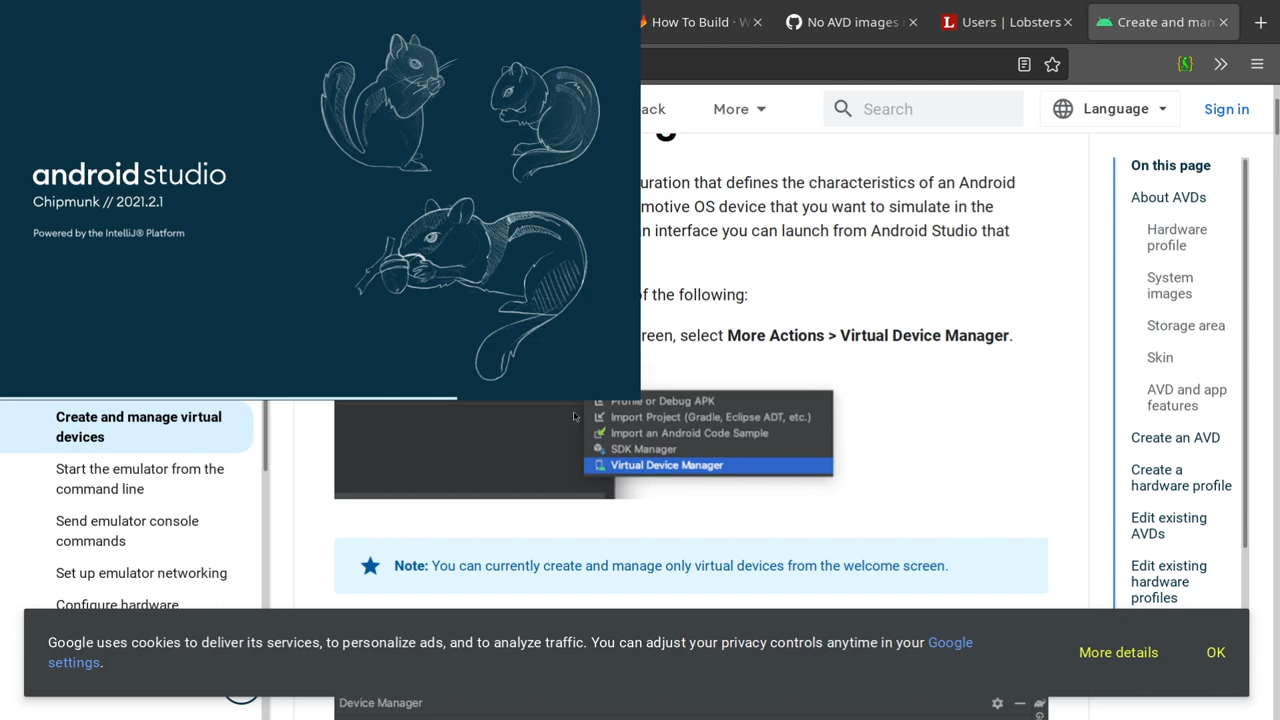 androidstudio
Chipmunk // 2021.2.1
Powered by the IntelliJ® Platform
How To Build · W
No AVD images
Users | Lobsters
Create and man
ack
More
Search
Language
Sign in
uration that defines the characteristics of an Android
motive OS device that you want to simulate in the
n interface you can launch from Android Studio that
of the following:
reen, select More Actions > Virtual Device Manager.
Profile or Debug APK
Import Project (Gradle, Eclipse ADT, etc.)
Import an Android Code Sample
SDK Manager
Virtual Device Manager
Create and manage virtual
devices
Start the emulator from the
command line
Send emulator console
commands
Set up emulator networking
Configure hardware
Note: You can currently create and manage only virtual devices from the welcome screen.
On this page
About AVDs
Hardware
profile
System
images
Storage area
Skin
AVD and app
features
Create an AVD
Create a
hardware profile
Edit existing
AVDs
Edit existing
hardware
profiles
Google uses cookies to deliver its services, to personalize ads, and to analyze traffic. You can adjust your privacy controls anytime in your Google
settings.
More details
OK
Device Manager